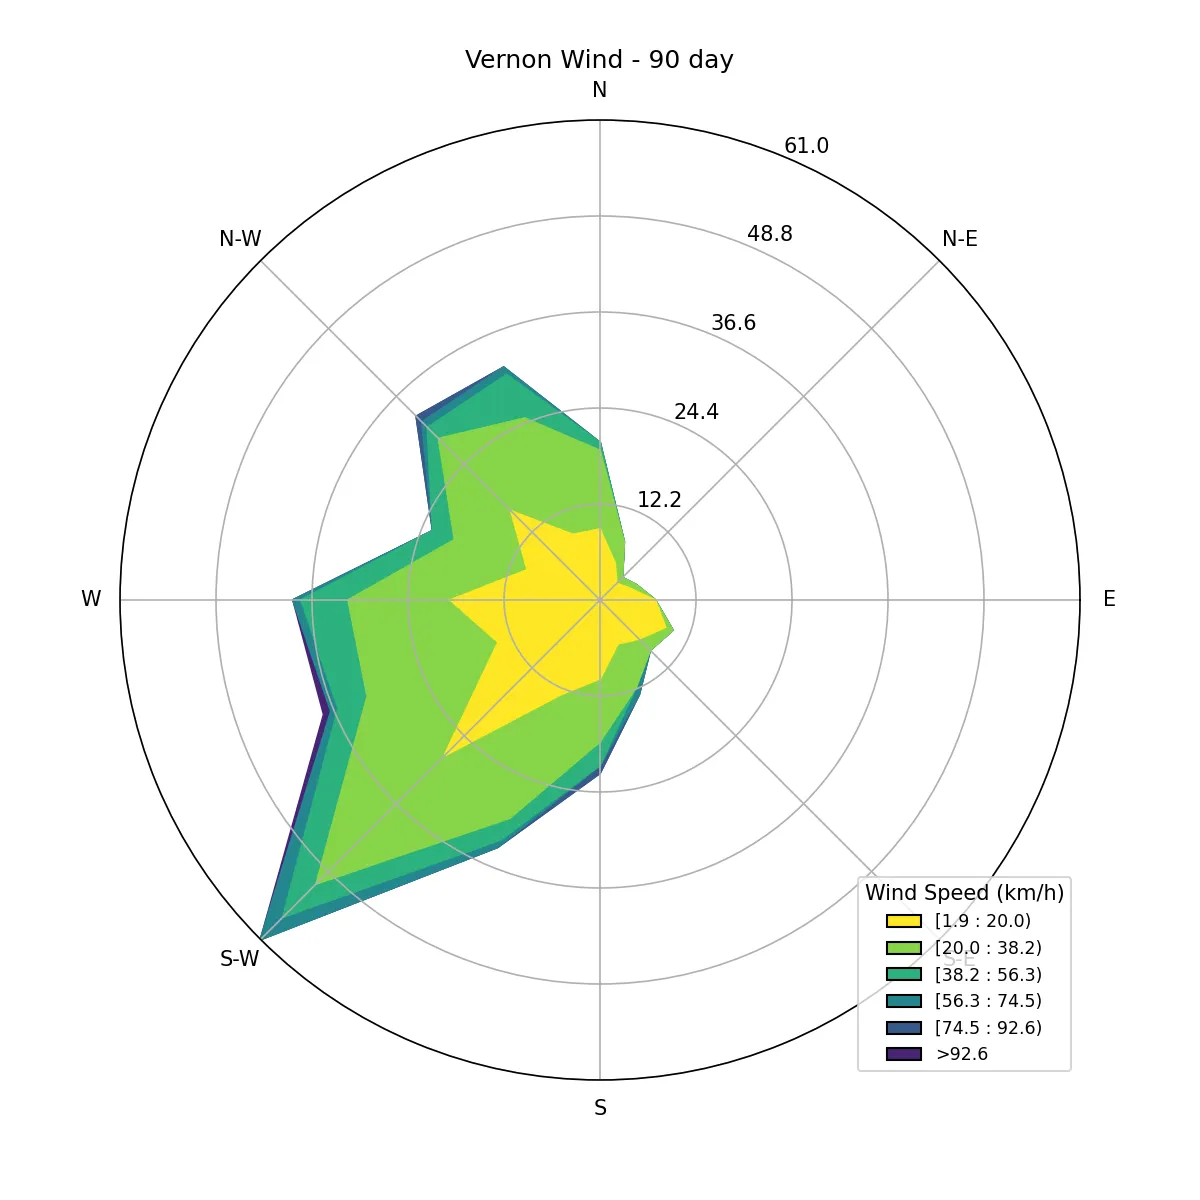 Vernon Wind - 90 day
N
61.0
N-W
N-E
48.8
36.6
24.4
12.2
W
E
S-W
S-E
S
Wind Speed (km/h)
[1.9 : 20.0)
[20.0 : 38.2)
[38.2 : 56.3)
[56.3 : 74.5)
[74.5 : 92.6)
>92.6